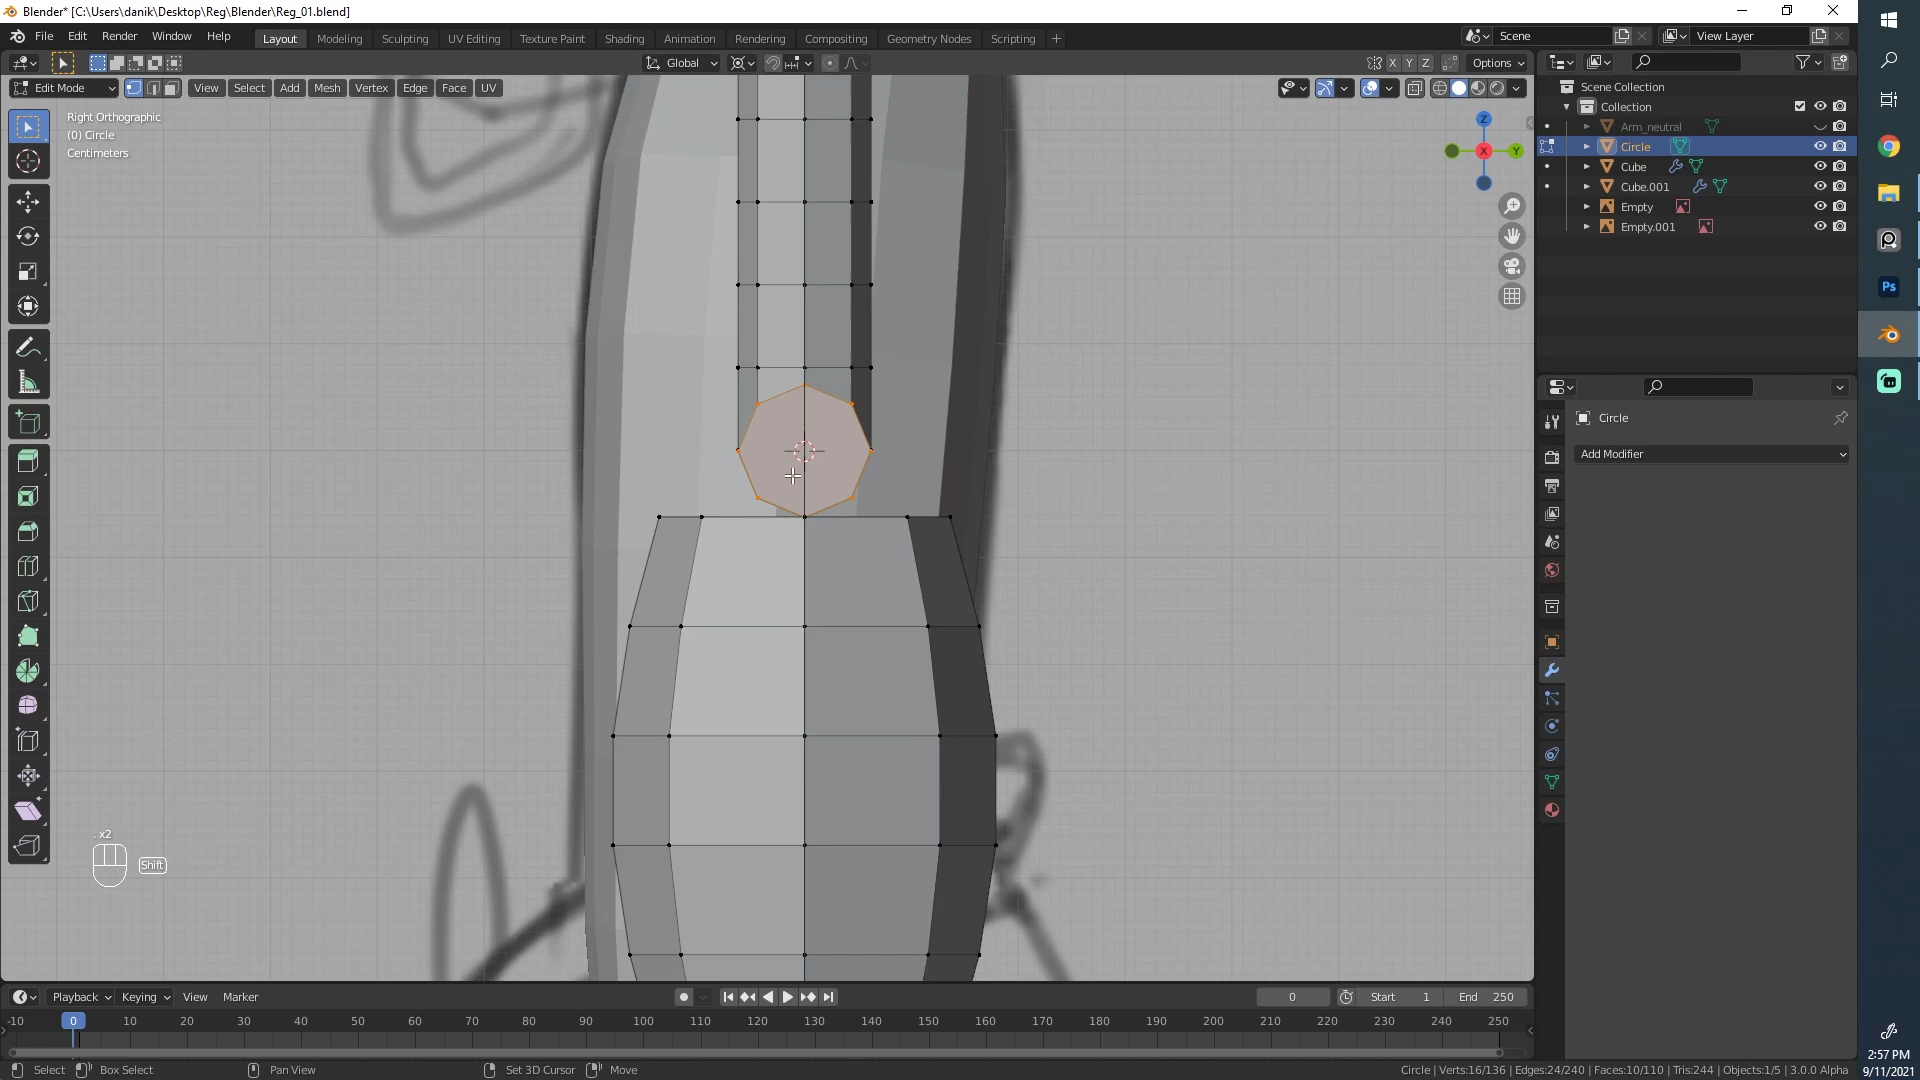 Blender* [C:\Users\danik\Desktop\Reg\Blender\Reg_01.blend]
File Edit Render Window Help Layout Modeling Sculpting UV Editing Texture Paint Shading Animation Rendering Compositing Geometry Nodes Scripting + Scene View Layer
Global X Y Z Options
Edit Mode View Select Add Mesh Vertex Edge Face UV
Right Orthographic
(0) Circle
Centimeters
Z
X Y
Scene Collection
Collection
Arm_neutral
Circle
Cube
Cube.001
Empty
Empty.001
Circle
Add Modifier
. x2
Shift
Ps
Playback Keying View Marker 0 Start 1 End 250
-10 0 10 20 30 40 50 60 70 80 90 100 110 120 130 140 150 160 170 180 190 200 210 220 230 240 250
Select Box Select Pan View Set 3D Cursor Move Circle | Verts:16/136 | Edges:24/240 | Faces:10/110 | Tris:244 | Objects:1/5 | 3.0.0 Alpha
2:57 PM
9/11/2021